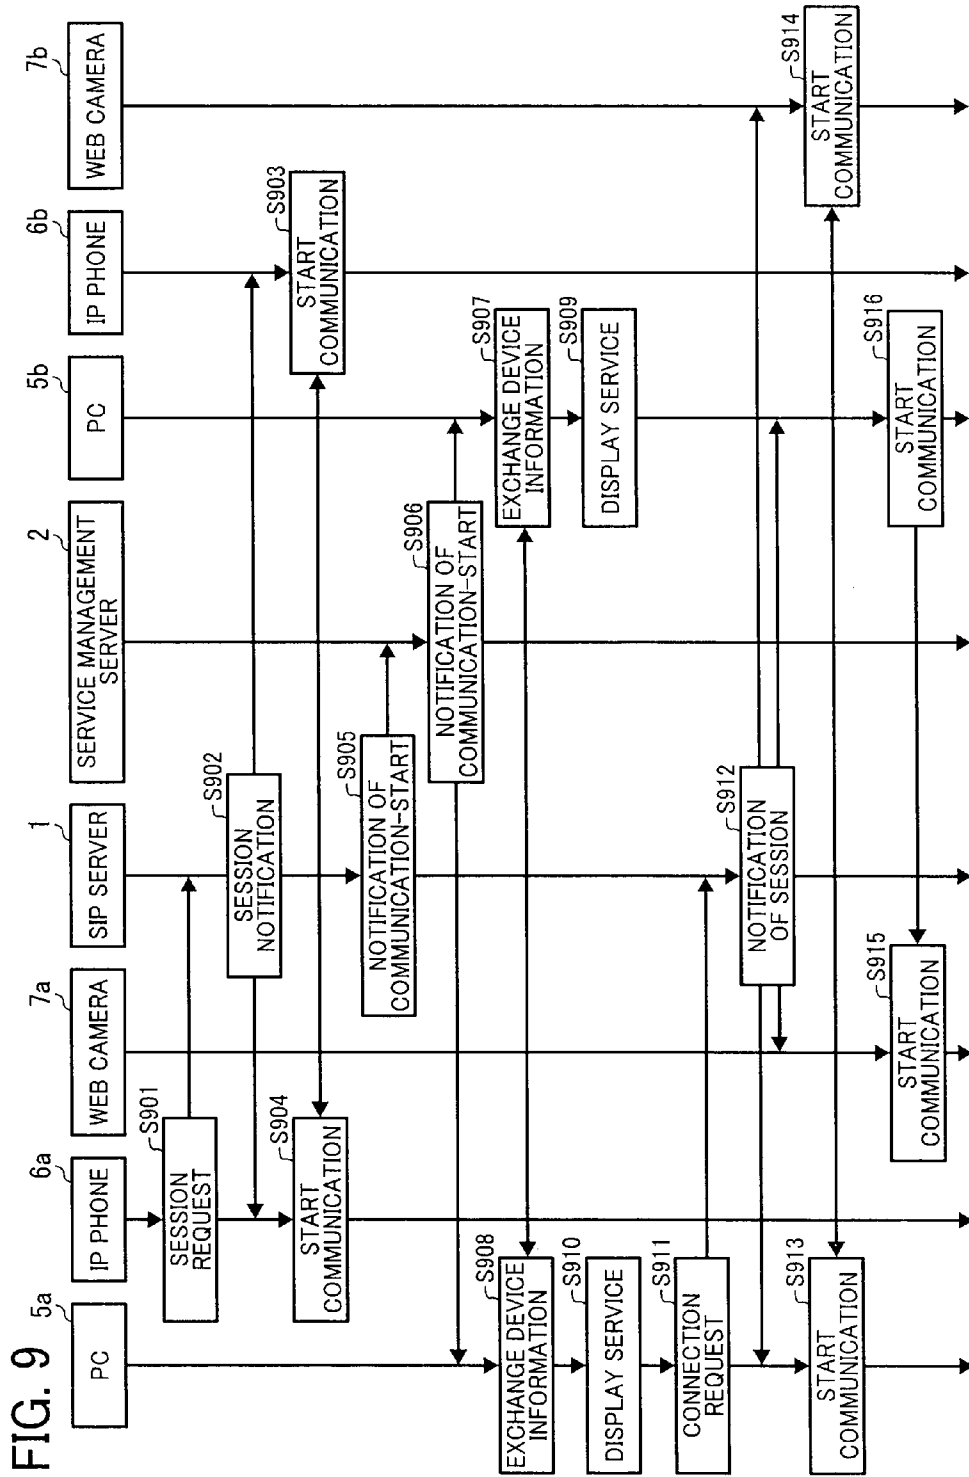 FIG. 9
5a
PC
6a
IP PHONE
7a
WEB CAMERA
1
SIP SERVER
2
SERVICE MANAGEMENT
SERVER
5b
PC
6b
IP PHONE
7b
WEB CAMERA
S901
SESSION
REQUEST
S902
SESSION
NOTIFICATION
S903
START
COMMUNICATION
S904
START
COMMUNICATION
S905
NOTIFICATION OF
COMMUNICATION-START
S906
NOTIFICATION OF
COMMUNICATION-START
S907
EXCHANGE DEVICE
INFORMATION
S908
EXCHANGE DEVICE
INFORMATION
S909
DISPLAY SERVICE
S910
DISPLAY SERVICE
S911
CONNECTION
REQUEST
S912
NOTIFICATION
OF SESSION
S913
START
COMMUNICATION
S914
START
COMMUNICATION
S915
START
COMMUNICATION
S916
START
COMMUNICATION